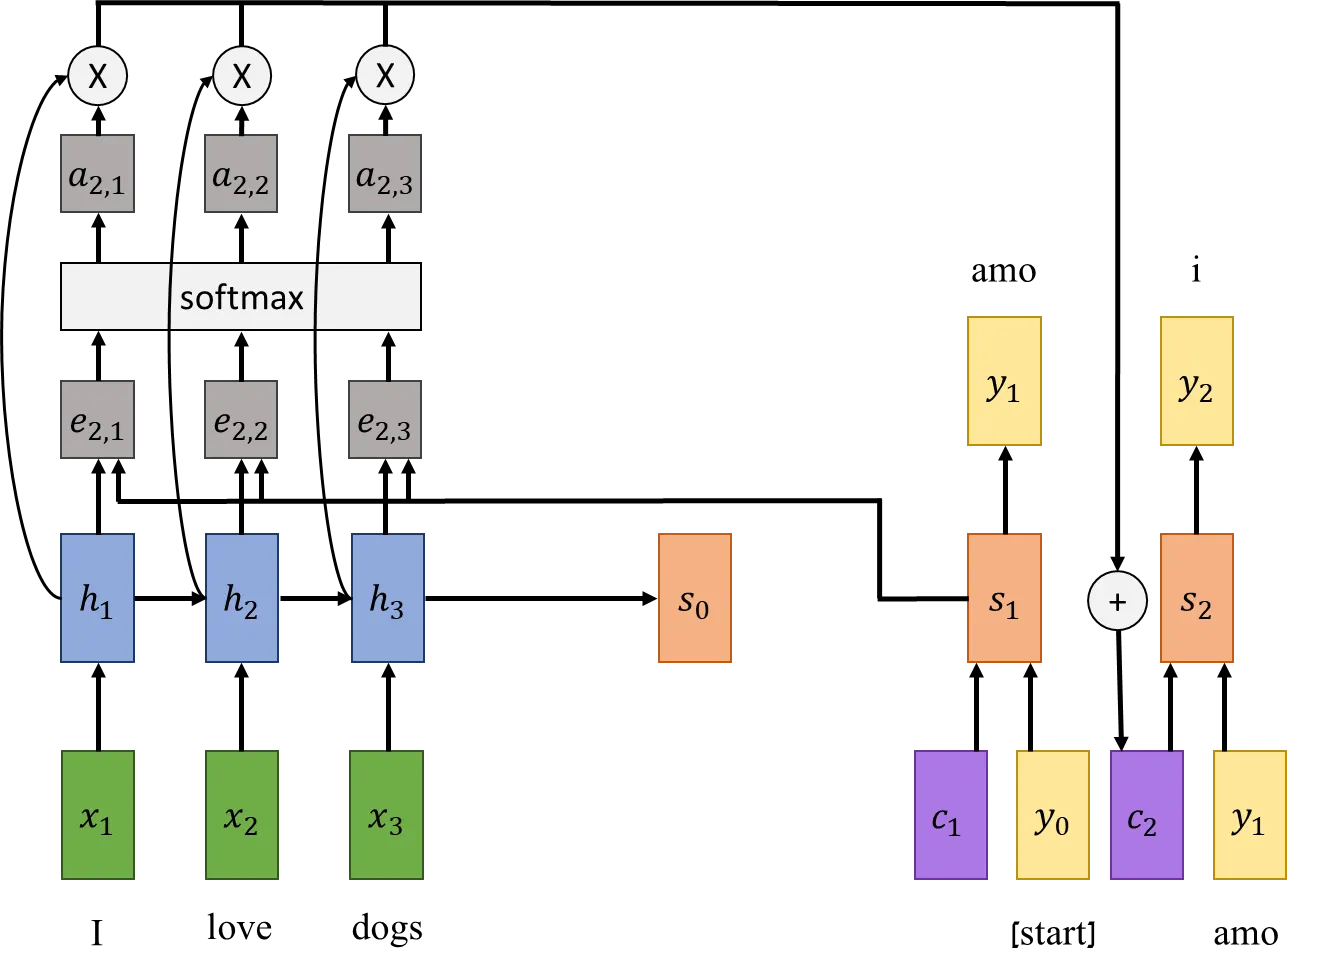 X X X
a2,1 a2,2 a2,3
softmax
amo i
e2,1 e2,2 e2,3
y1 y2
h1 h2 h3 s0 s1 + s2
x1 x2 x3 c1 y0 c2 y1
I love dogs [start] amo